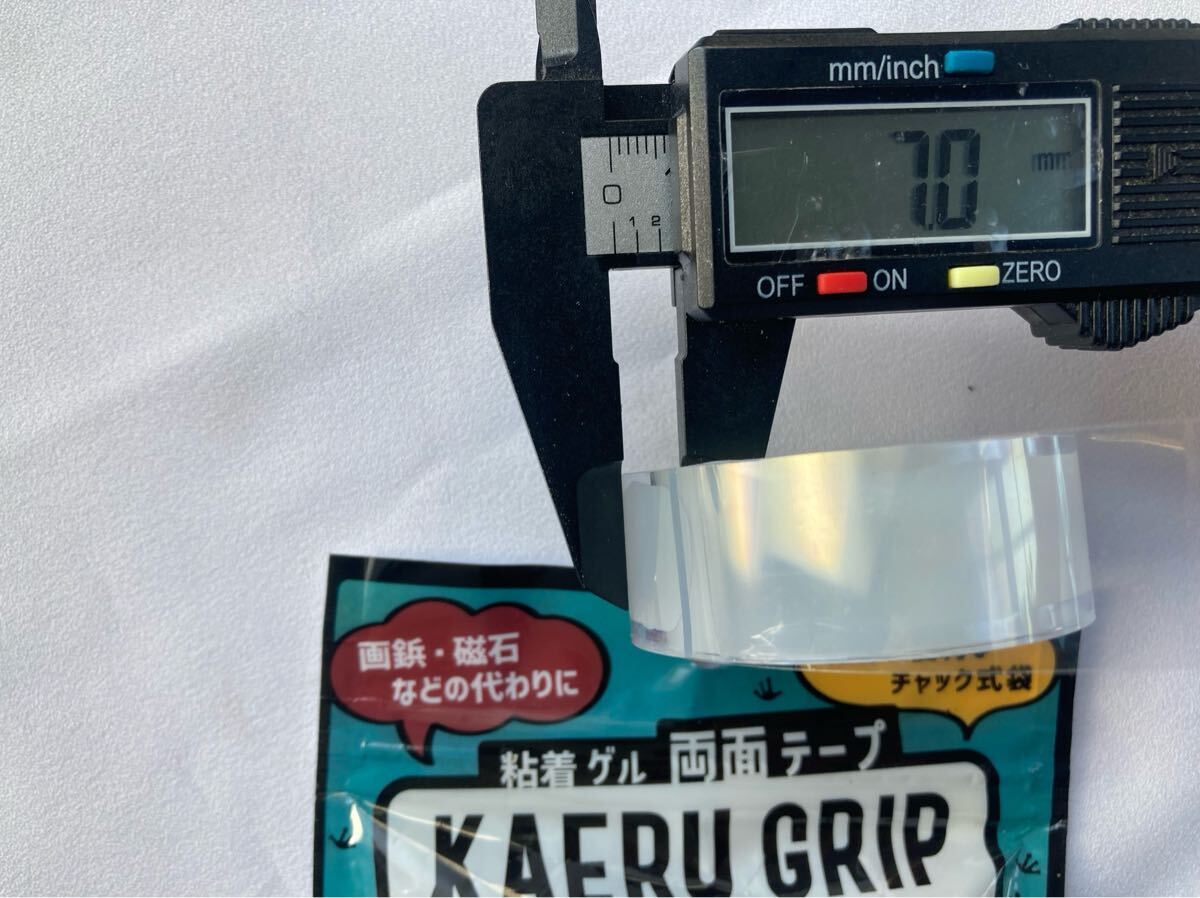 mm/inch
7.0 mm
0
1 2
OFF ON ZERO
画鋲・磁石
などの代わりに
チャック式袋
粘着ゲル 両面テープ
KAERU GRIP